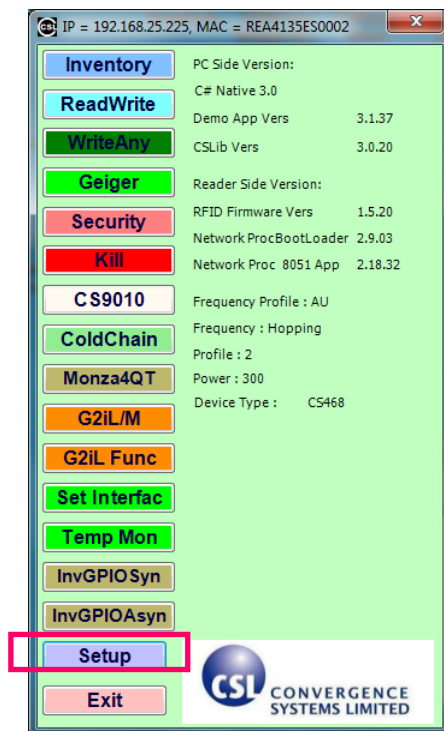 CSL IP = 192.168.25.225, MAC = REA4135ES0002
Inventory
ReadWrite
WriteAny
Geiger
Security
Kill
CS9010
ColdChain
Monza4QT
G2iL/M
G2iL Func
Set Interfac
Temp Mon
InvGPIOSyn
InvGPIOAsyn
Setup
Exit
PC Side Version:
C# Native 3.0
Demo App Vers 3.1.37
CSLib Vers 3.0.20
Reader Side Version:
RFID Firmware Vers 1.5.20
Network ProcBootLoader 2.9.03
Network Proc 8051 App 2.18.32
Frequency Profile : AU
Frequency : Hopping
Profile : 2
Power : 300
Device Type : CS468
CSL CONVERGENCE
SYSTEMS LIMITED